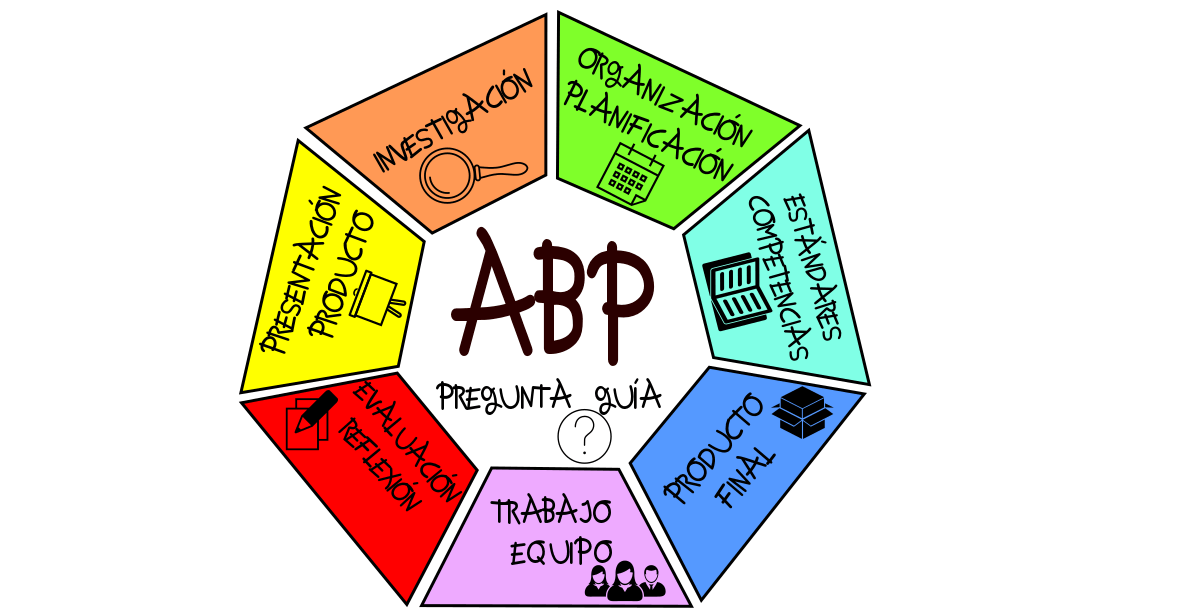 INVESTIGACIÓN
ORGANIZACIÓN
PLANIFICACIÓN
ESTÁNDARES
COMPETENCIAS
PRESENTACIÓN
PRODUCTO
ABP
PREGUNTA GUÍA
?
EVALUACIÓN
REFLEXIÓN
TRABAJO
EQUIPO
PRODUCTO
FINAL